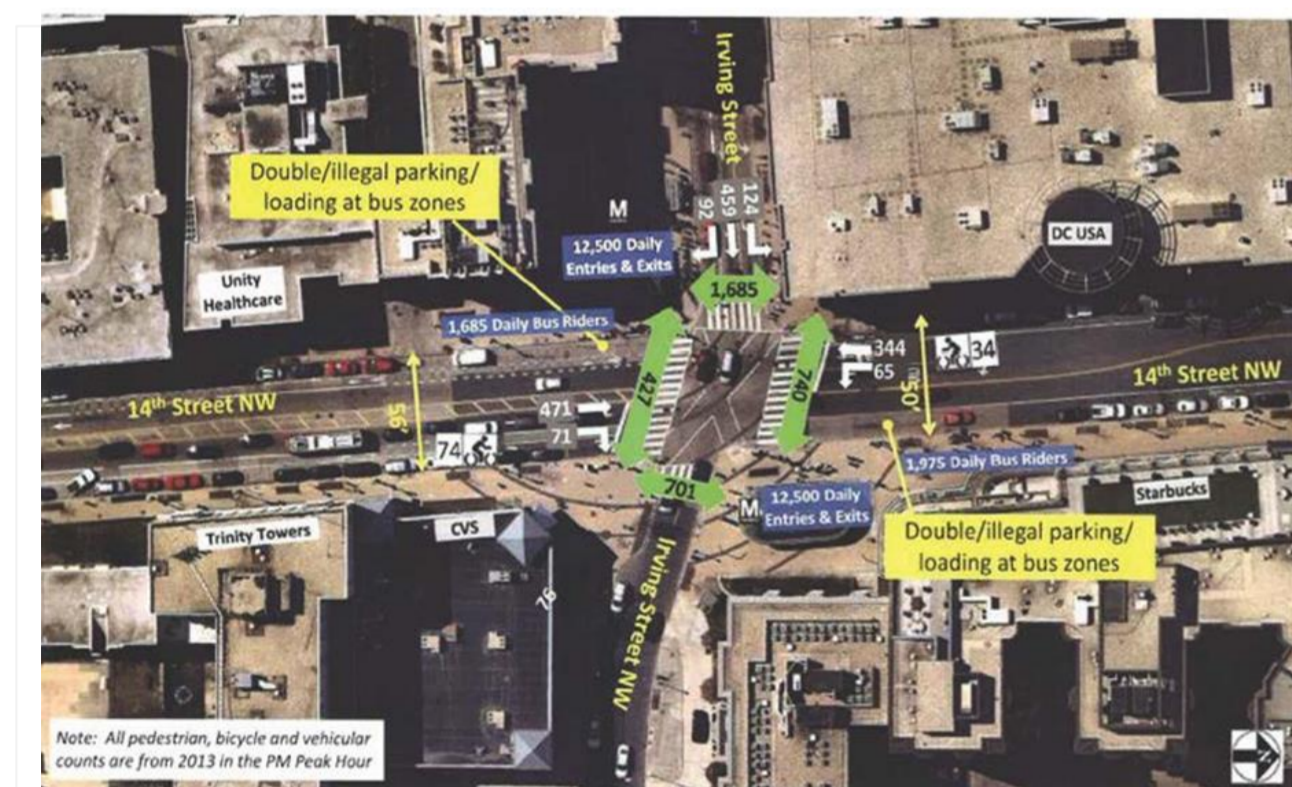 Irving Street
Double/illegal parking/
loading at bus zones
M
12,500 Daily
Entries & Exits
92
459
124
DC USA
Unity
Healthcare
1,685
1,685 Daily Bus Riders
344
65
34
50'
14th Street NW
14th Street NW
56'
471
71
427
740
74
1,975 Daily Bus Riders
701
M
12,500 Daily
Entries & Exits
Starbucks
Trinity Towers
CVS
Double/illegal parking/
loading at bus zones
Irving Street NW
Note: All pedestrian, bicycle and vehicular
counts are from 2013 in the PM Peak Hour